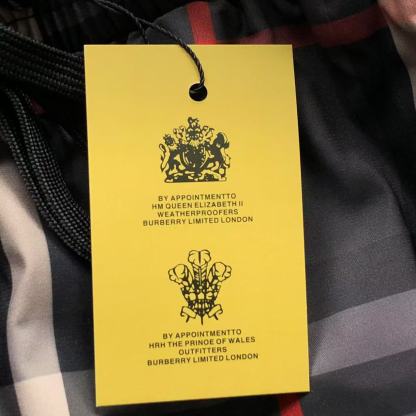 BY APPOINTMENTTO
HM QUEEN ELIZABETH II
WEATHERPROOFERS
BURBERRY LIMITED LONDON
BY APPOINTMENTTO
HRH THE PRINOE OF WALES
OUTFITTERS
BURBERRY LIMITED LONDON